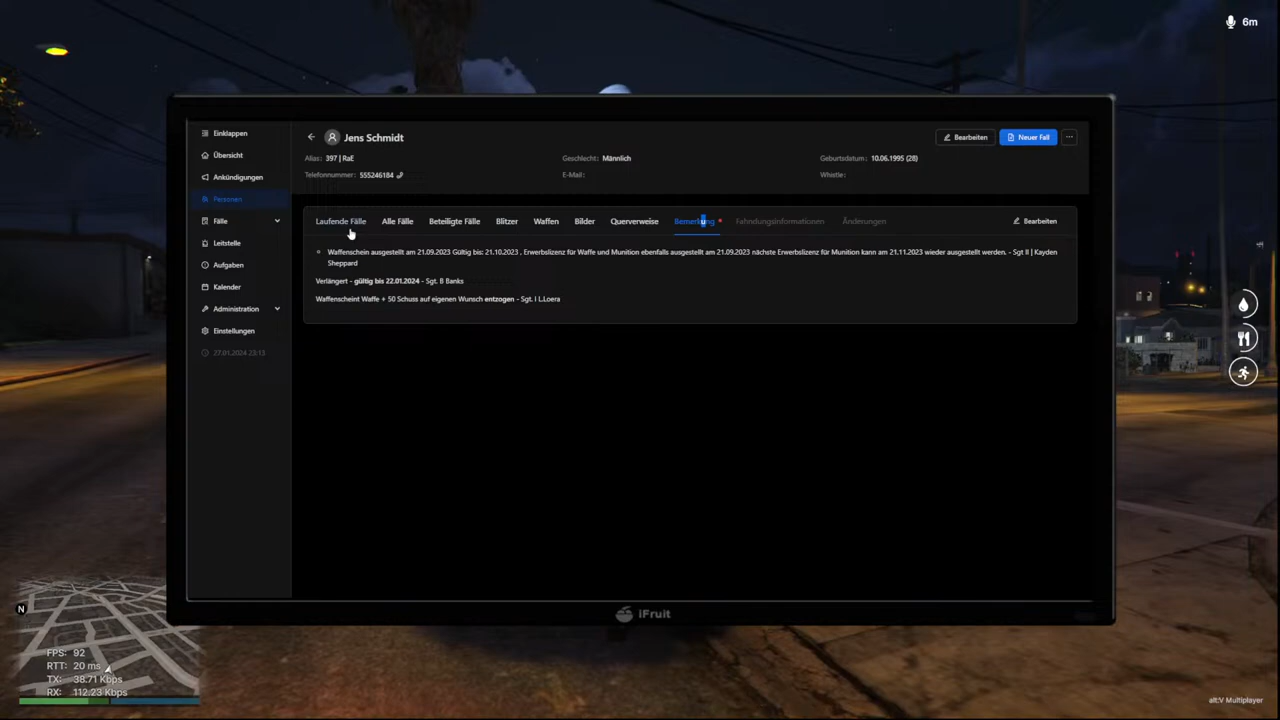 6m
Einklappen
Übersicht
Ankündigungen
Personen
Fälle
Leitstelle
Aufgaben
Kalender
Administration
Einstellungen
27.01.2024 23:13
Jens Schmidt
Bearbeiten
Neuer Fall
Alias: 397 | RaE
Geschlecht: Männlich
Geburtsdatum: 10.06.1995 (28)
Telefonnummer: 555246184
E-Mail:
Whistle:
Laufende Fälle
Alle Fälle
Beteiligte Fälle
Blitzer
Waffen
Bilder
Querverweise
Bemerkung
Fahndungsinformationen
Änderungen
Bearbeiten
Waffenschein ausgestellt am 21.09.2023 Gültig bis: 21.10.2023 , Erwerbslizenz für Waffe und Munition ebenfalls ausgestellt am 21.09.2023 nächste Erwerbslizenz für Munition kann am 21.11.2023 wieder ausgestellt werden. - Sgt II | Kayden
Sheppard
Verlängert - gültig bis 22.01.2024 - Sgt. B Banks
Waffenscheint Waffe + 50 Schuss auf eigenen Wunsch entzogen - Sgt. I L.Loera
iFruit
N
FPS: 92
RTT: 20 ms
TX: 38.71 Kbps
RX: 112.23 Kbps
alt:V Multiplayer